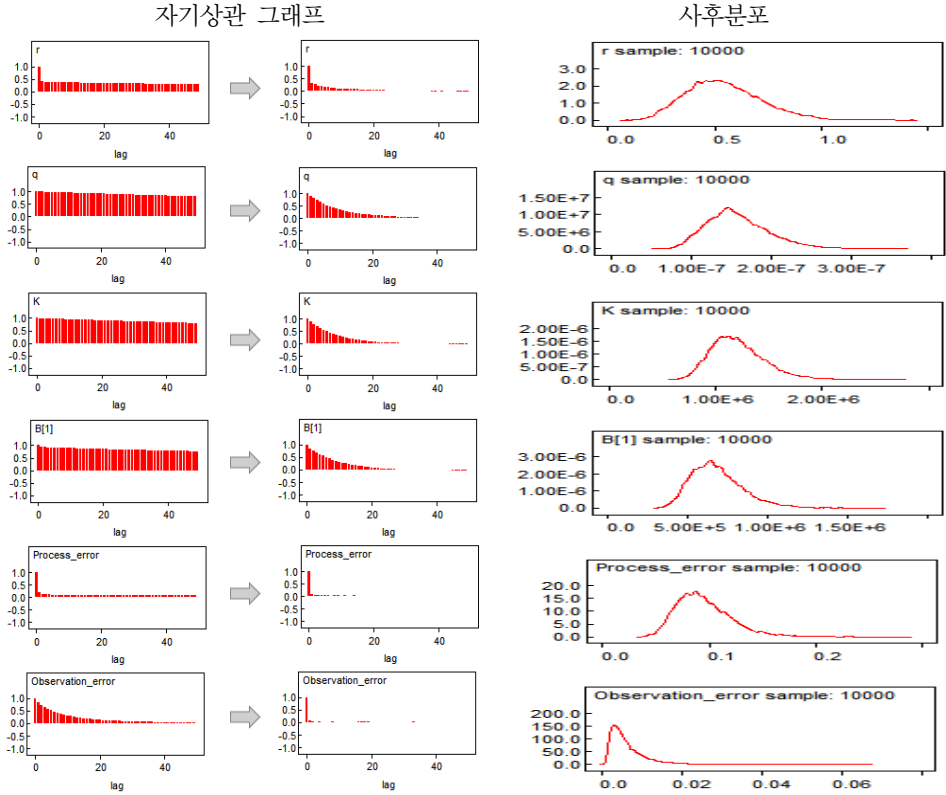 자기상관 그래프
사후분포
r
1.0
0.5
0.0
-0.5
-1.0
0
20
40
lag
r
1.0
0.5
0.0
-0.5
-1.0
0
20
40
lag
r sample: 10000
3.0
2.0
1.0
0.0
0.0
0.5
1.0
q
1.0
0.5
0.0
-0.5
-1.0
0
20
40
lag
q
1.0
0.5
0.0
-0.5
-1.0
0
20
40
lag
q sample: 10000
1.50E+7
1.00E+7
5.00E+6
0.0
0.0
1.00E-7
2.00E-7
3.00E-7
K
1.0
0.5
0.0
-0.5
-1.0
0
20
40
lag
K
1.0
0.5
0.0
-0.5
-1.0
0
20
40
lag
K sample: 10000
2.00E-6
1.50E-6
1.00E-6
5.00E-7
0.0
0.0
1.00E+6
2.00E+6
B[1]
1.0
0.5
0.0
-0.5
-1.0
0
20
40
lag
B[1]
1.0
0.5
0.0
-0.5
-1.0
0
20
40
lag
B[1] sample: 10000
3.00E-6
2.00E-6
1.00E-6
0.0
0.0
5.00E+5
1.00E+6
1.50E+6
Process_error
1.0
0.5
0.0
-0.5
-1.0
0
20
40
lag
Process_error
1.0
0.5
0.0
-0.5
-1.0
0
20
40
lag
Process_error sample: 10000
20.0
15.0
10.0
5.0
0.0
0.0
0.1
0.2
Observation_error
1.0
0.5
0.0
-0.5
-1.0
0
20
40
lag
Observation_error
1.0
0.5
0.0
-0.5
-1.0
0
20
40
lag
Observation_error sample: 10000
200.0
150.0
100.0
50.0
0.0
0.0
0.02
0.04
0.06